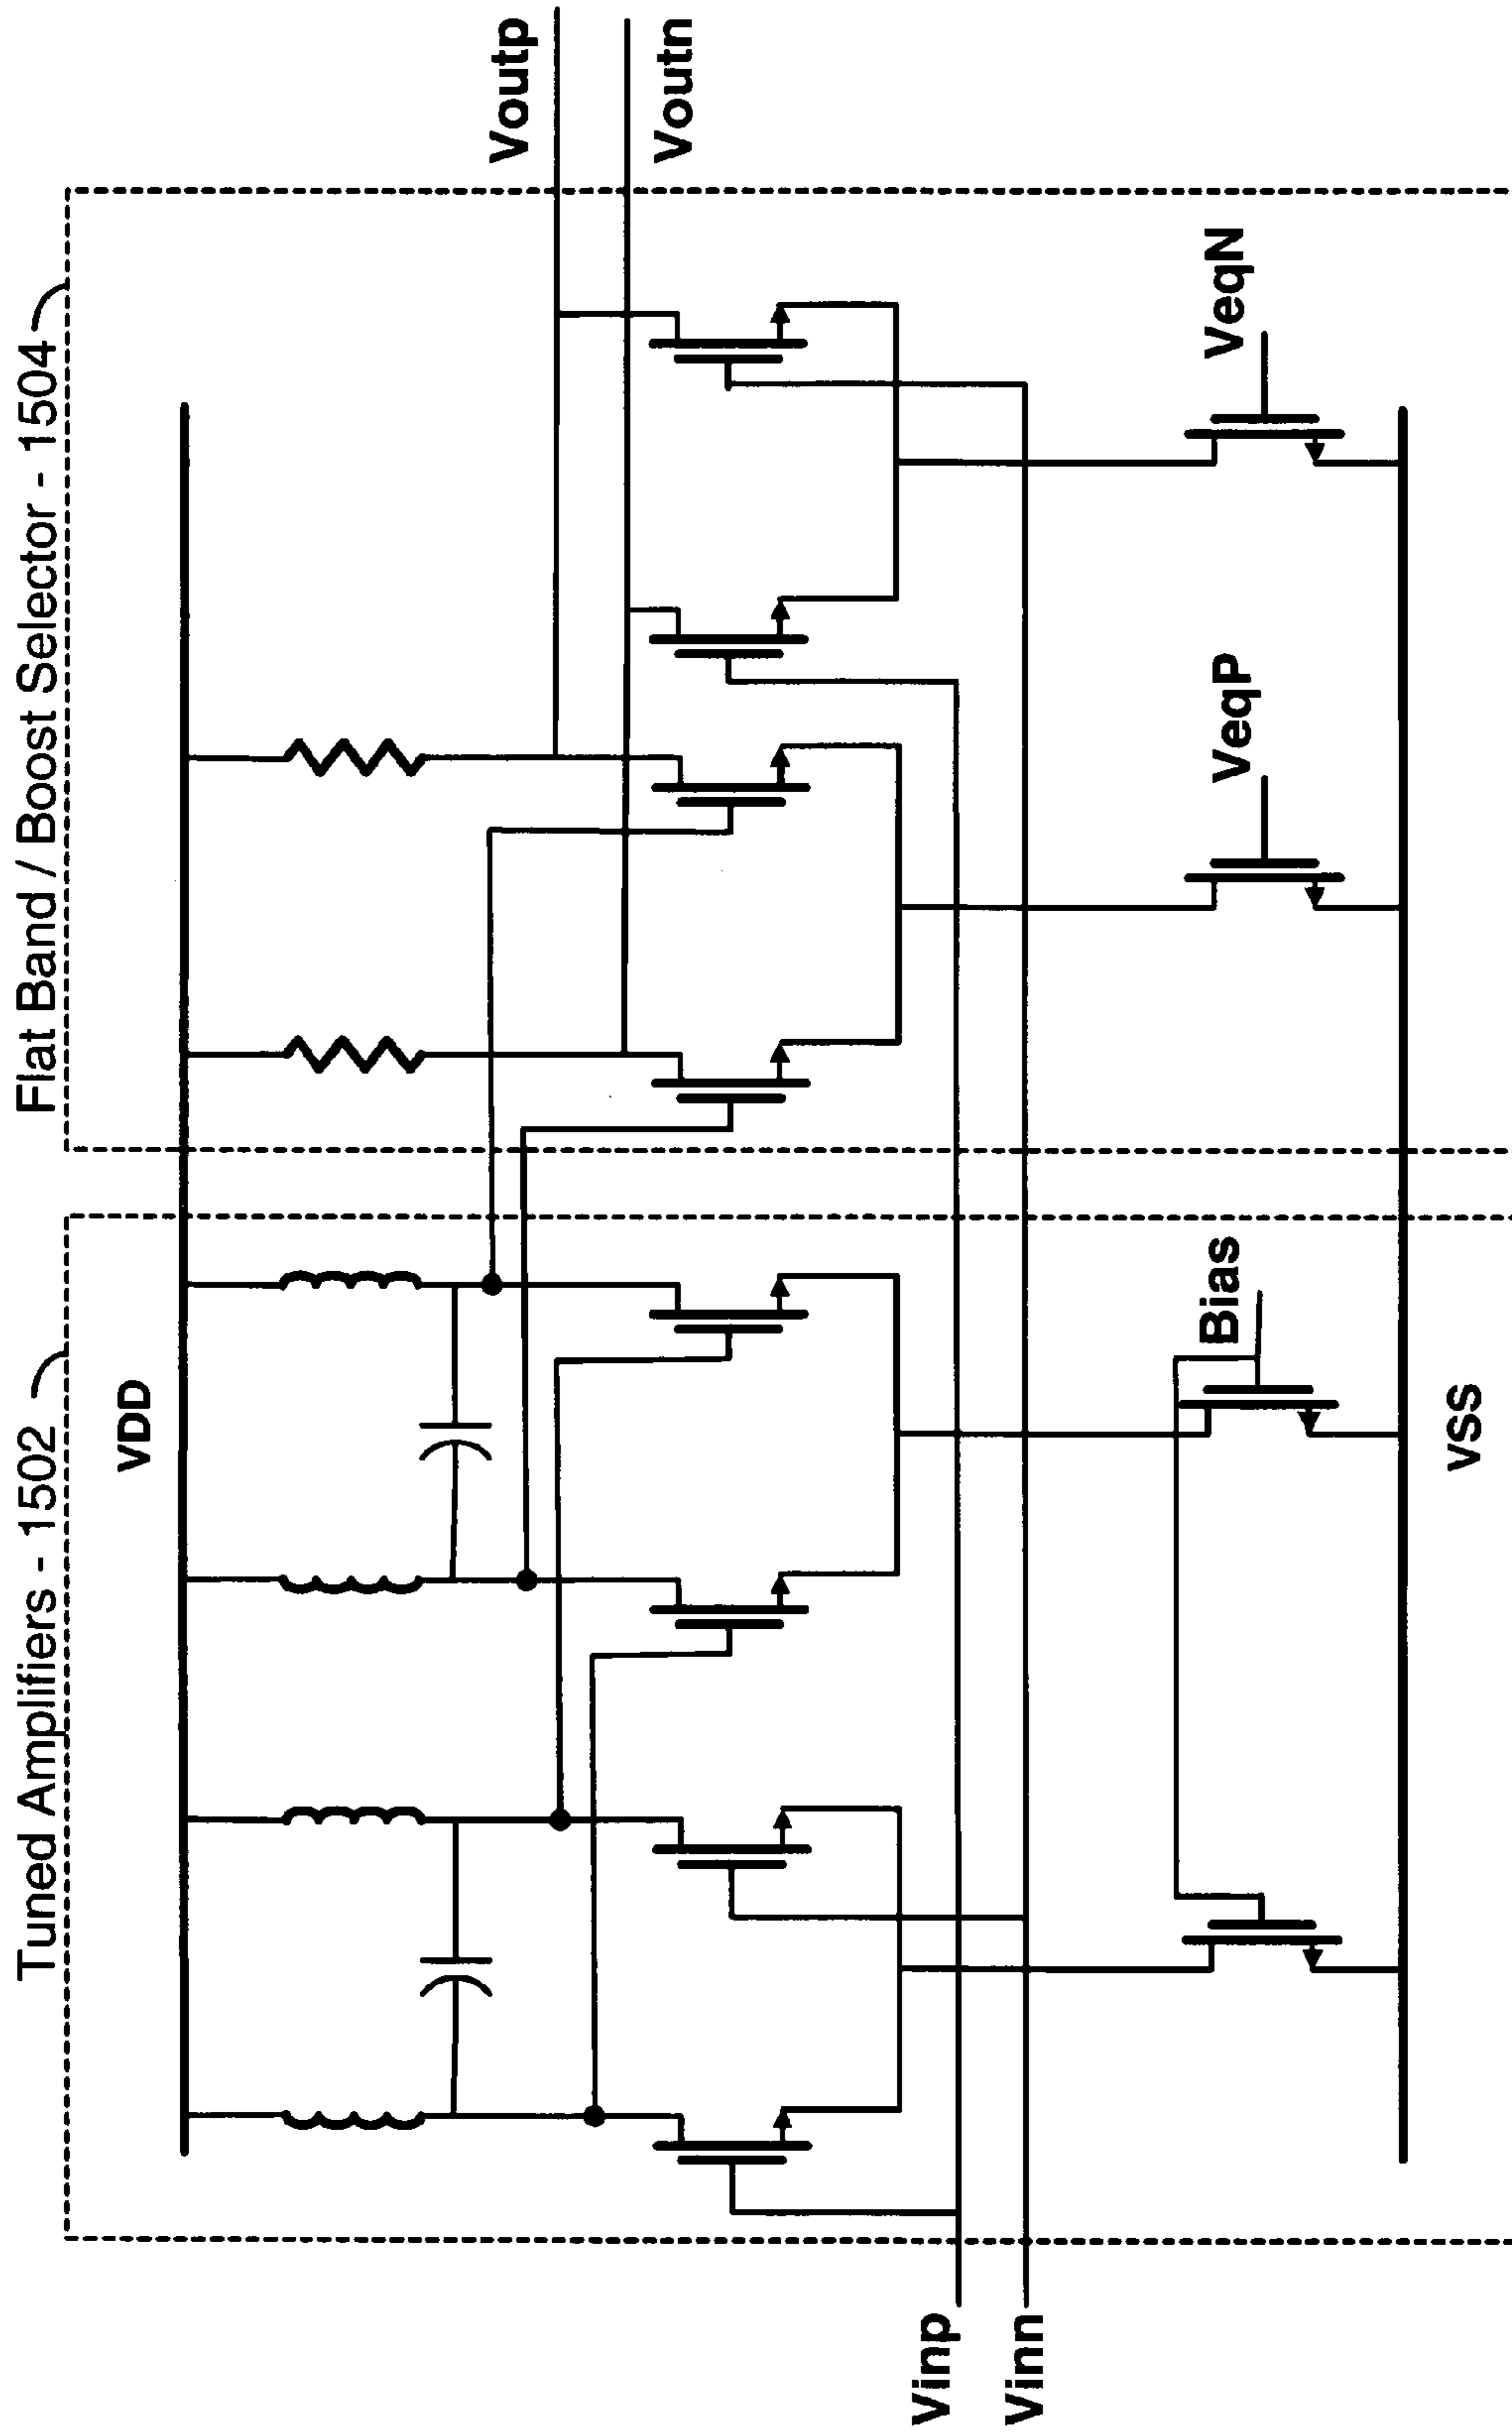 Tuned Amplifiers - 1502
Flat Band / Boost Selector - 1504
VDD
Voutp
Voutn
Vinp
Vinn
Bias
VeqP
VeqN
VSS